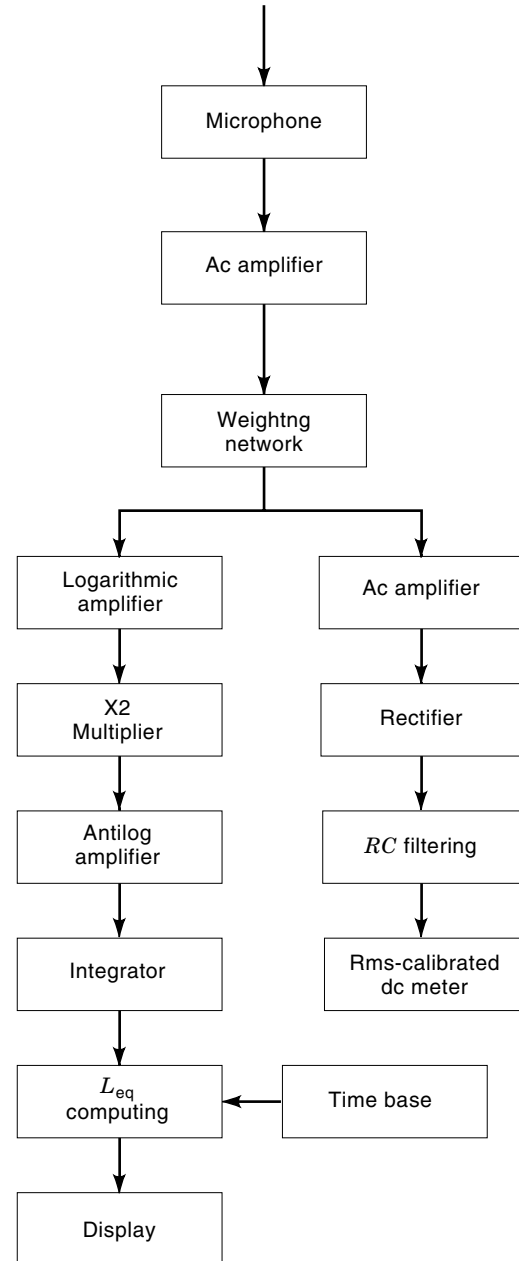 Microphone
Ac amplifier
Weightng
network
Logarithmic
amplifier
Ac amplifier
X2
Multiplier
Rectifier
Antilog
amplifier
RC filtering
Integrator
Rms-calibrated
dc meter
Leq
computing
Time base
Display